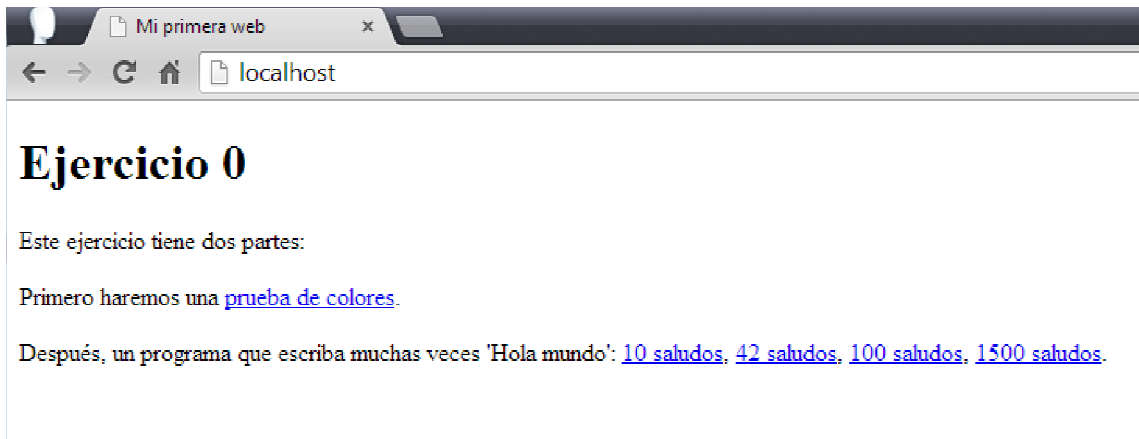 Mi primera web
localhost
Ejercicio 0
Este ejercicio tiene dos partes:
Primero haremos una prueba de colores.
Después, un programa que escriba muchas veces 'Hola mundo': 10 saludos, 42 saludos, 100 saludos, 1500 saludos.